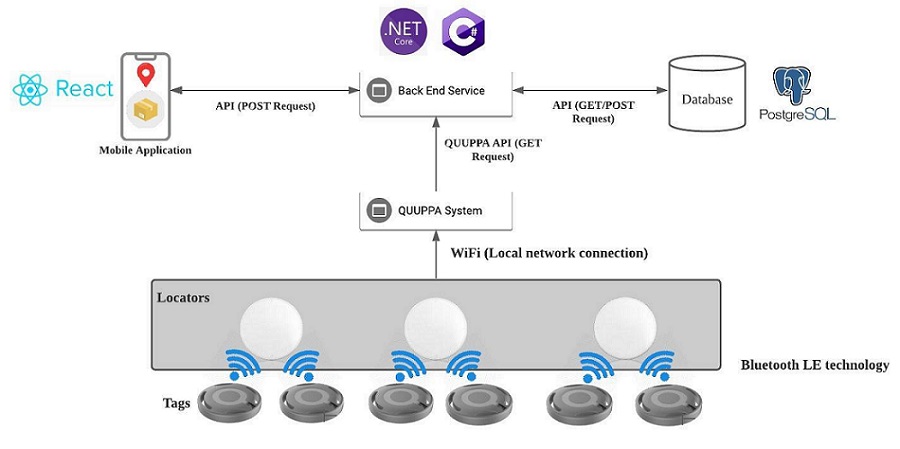 .NET
Core
C#
React
Back End Service
API (POST Request)
API (GET/POST
Request)
Database
PostgreSQL
Mobile Application
QUUPPA API (GET
Request)
QUUPPA System
WiFi (Local network connection)
Locators
Bluetooth LE technology
Tags